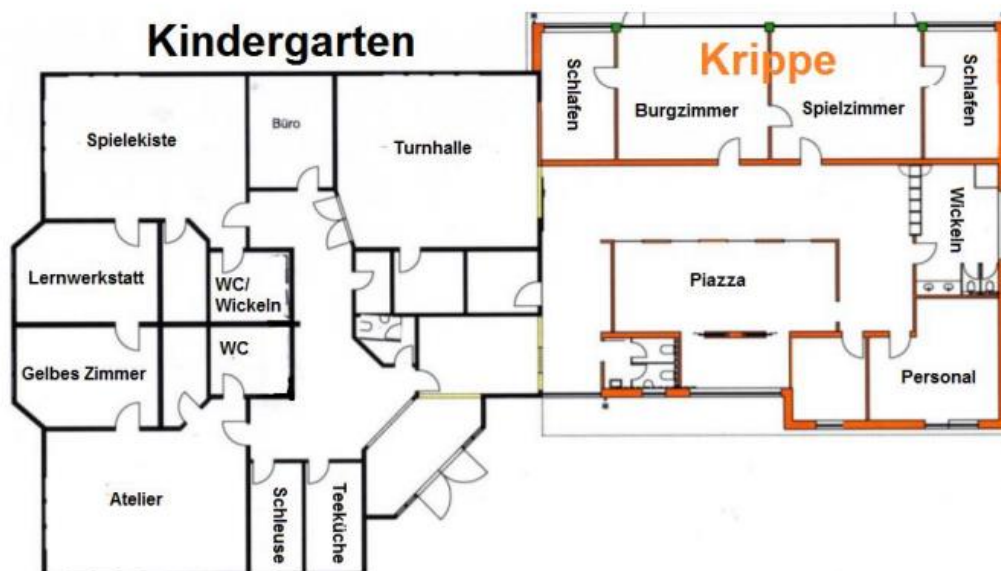 Kindergarten
Krippe
Schlafen
Burgzimmer
Spielzimmer
Schlafen
Spielekiste
Büro
Turnhalle
Wickeln
Lernwerkstatt
WC/
Wickeln
Piazza
Gelbes Zimmer
WC
Personal
Atelier
Schleuse
Teeküche